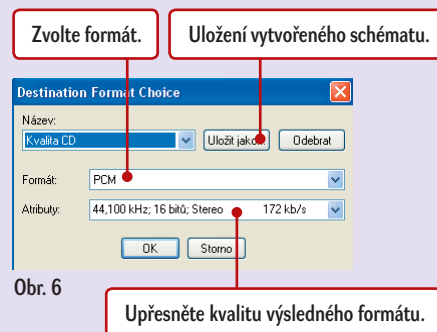 Zvolte formát.
Uložení vytvořeného schématu.
Destination Format Choice
Název:
Kvalita CD
Uložit jako...
Odebrat
Formát:
PCM
Atributy:
44,100 kHz; 16 bitů; Stereo 172 kb/s
OK
Storno
Obr. 6
Upřesněte kvalitu výsledného formátu.